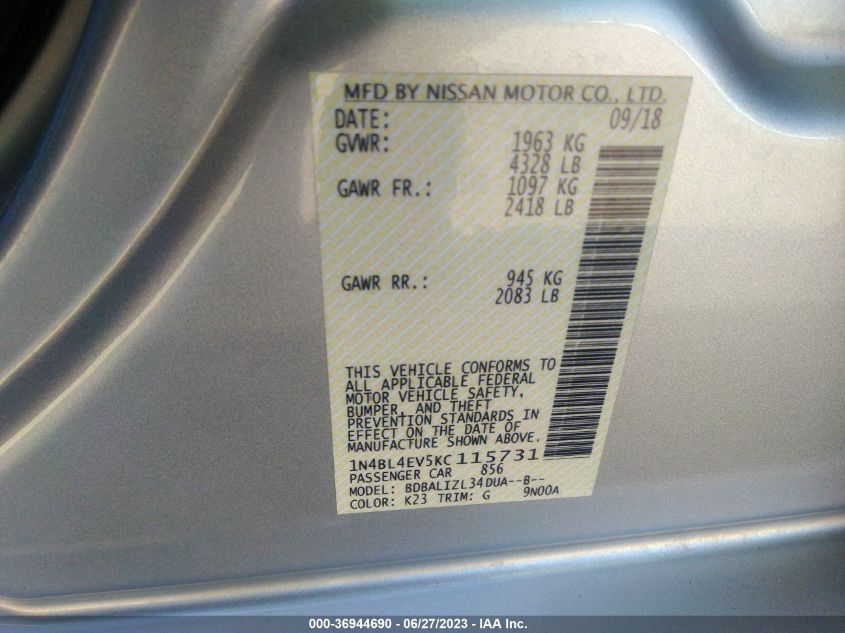 MFD BY NISSAN MOTOR CO., LTD.
DATE: 09/18
GVWR: 1963 KG
4328 LB
GAWR FR.: 1097 KG
2418 LB
GAWR RR.: 945 KG
2083 LB
THIS VEHICLE CONFORMS TO
ALL APPLICABLE FEDERAL
MOTOR VEHICLE SAFETY,
BUMPER, AND THEFT
PREVENTION STANDARDS IN
EFFECT ON THE DATE OF
MANUFACTURE SHOWN ABOVE.
1N4BL4EV5KC115731
PASSENGER CAR 856
MODEL: BDBALIZL34DUA--B--
COLOR: K23 TRIM: G 9N00A
000-36944690 - 06/27/2023 - IAA Inc.